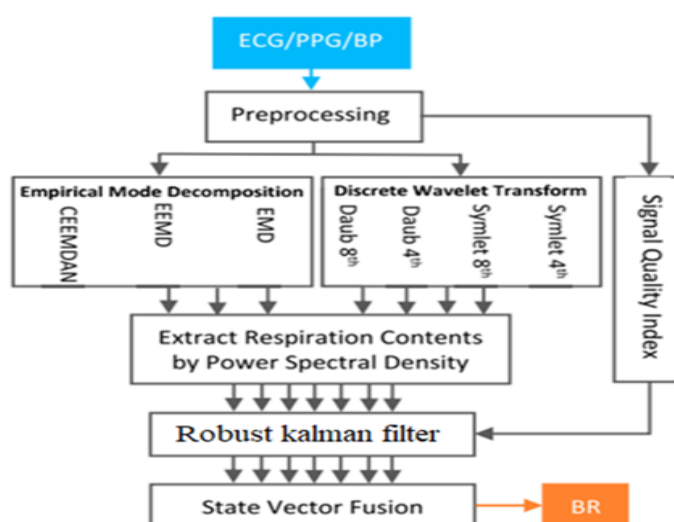 ECG/PPG/BP
Preprocessing
Empirical Mode Decomposition
CEEMDAN
EEMD
EMD
Discrete Wavelet Transform
Daub 8th
Daub 4th
Symlet 8th
Symlet 4th
Signal Quality Index
Extract Respiration Contents
by Power Spectral Density
Robust kalman filter
State Vector Fusion
BR